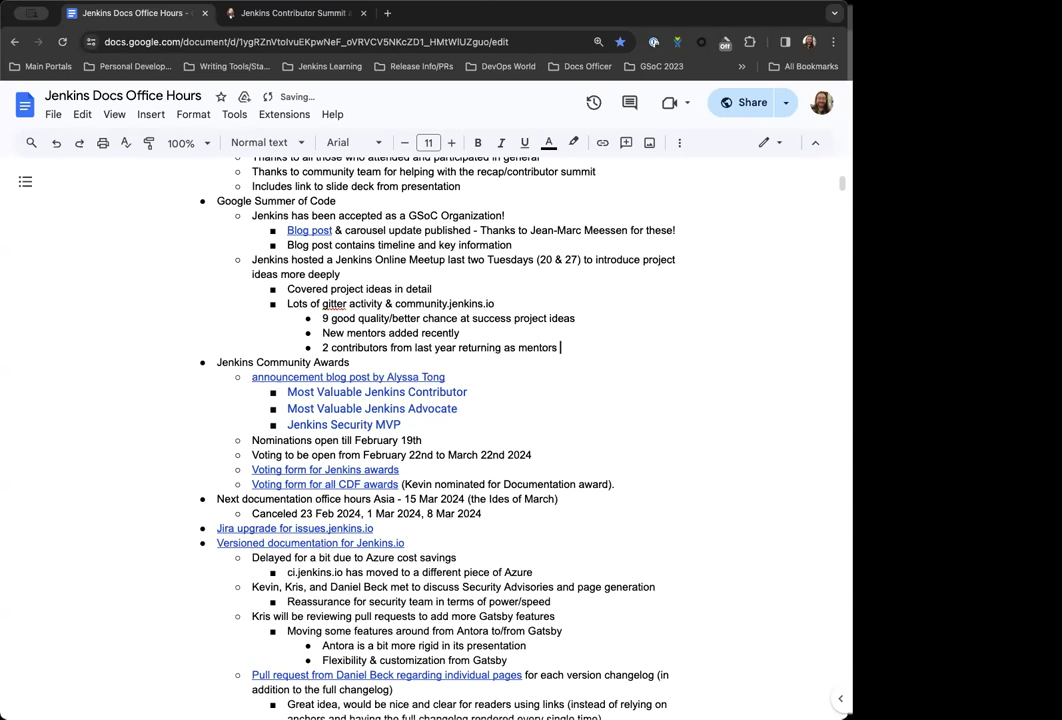 Jenkins Docs Office Hours -
Jenkins Contributor Summit a
docs.google.com/document/d/1ygRZnVtoIvuEKpwNeF_oVRVCV5NKcZD1_HMtWlUZguo/edit
Off
Main Portals
Personal Develop...
Writing Tools/Sta...
Jenkins Learning
Release Info/PRs
DevOps World
Docs Officer
GSoC 2023
»
All Bookmarks
Jenkins Docs Office Hours
Saving...
File Edit View Insert Format Tools Extensions Help
Share
100%
Normal text
Arial
11
B I U A
Thanks to all those who attended and participated in general
Thanks to community team for helping with the recap/contributor summit
Includes link to slide deck from presentation
Google Summer of Code
Jenkins has been accepted as a GSoC Organization!
Blog post & carousel update published - Thanks to Jean-Marc Meessen for these!
Blog post contains timeline and key information
Jenkins hosted a Jenkins Online Meetup last two Tuesdays (20 & 27) to introduce project
ideas more deeply
Covered project ideas in detail
Lots of gitter activity & community.jenkins.io
9 good quality/better chance at success project ideas
New mentors added recently
2 contributors from last year returning as mentors
Jenkins Community Awards
announcement blog post by Alyssa Tong
Most Valuable Jenkins Contributor
Most Valuable Jenkins Advocate
Jenkins Security MVP
Nominations open till February 19th
Voting to be open from February 22nd to March 22nd 2024
Voting form for Jenkins awards
Voting form for all CDF awards (Kevin nominated for Documentation award).
Next documentation office hours Asia - 15 Mar 2024 (the Ides of March)
Canceled 23 Feb 2024, 1 Mar 2024, 8 Mar 2024
Jira upgrade for issues.jenkins.io
Versioned documentation for Jenkins.io
Delayed for a bit due to Azure cost savings
ci.jenkins.io has moved to a different piece of Azure
Kevin, Kris, and Daniel Beck met to discuss Security Advisories and page generation
Reassurance for security team in terms of power/speed
Kris will be reviewing pull requests to add more Gatsby features
Moving some features around from Antora to/from Gatsby
Antora is a bit more rigid in its presentation
Flexibility & customization from Gatsby
Pull request from Daniel Beck regarding individual pages for each version changelog (in
addition to the full changelog)
Great idea, would be nice and clear for readers using links (instead of relying on
anchors and having the full changelog rendered every single time)